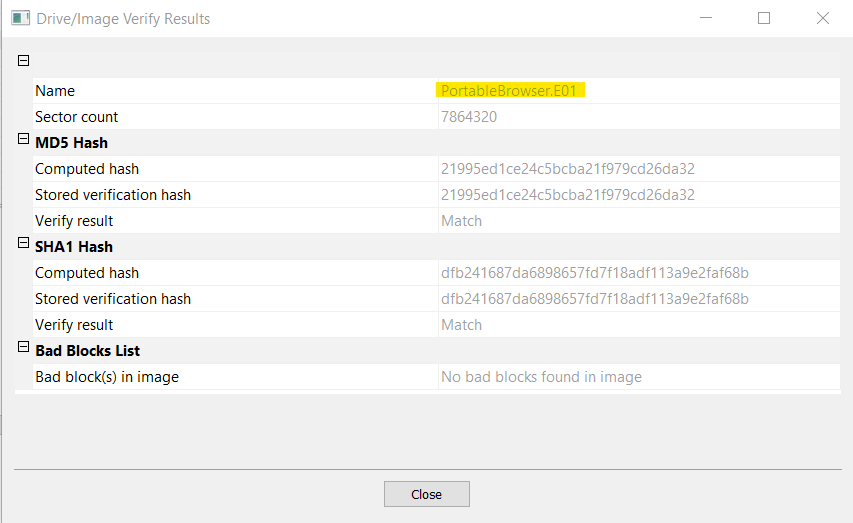 Drive/Image Verify Results
Name PortableBrowser.E01
Sector count 7864320
MD5 Hash
Computed hash 21995ed1ce24c5bcba21f979cd26da32
Stored verification hash 21995ed1ce24c5bcba21f979cd26da32
Verify result Match
SHA1 Hash
Computed hash dfb241687da6898657fd7f18adf113a9e2faf68b
Stored verification hash dfb241687da6898657fd7f18adf113a9e2faf68b
Verify result Match
Bad Blocks List
Bad block(s) in image No bad blocks found in image
Close